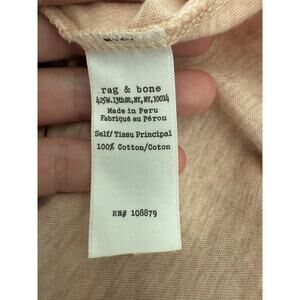 rag & bone
425W.13thSt,NY,NY,10014
Made in Peru
Fabriqué au Pérou
Self/Tissu Principal
100% Cotton/Coton
RN# 108879